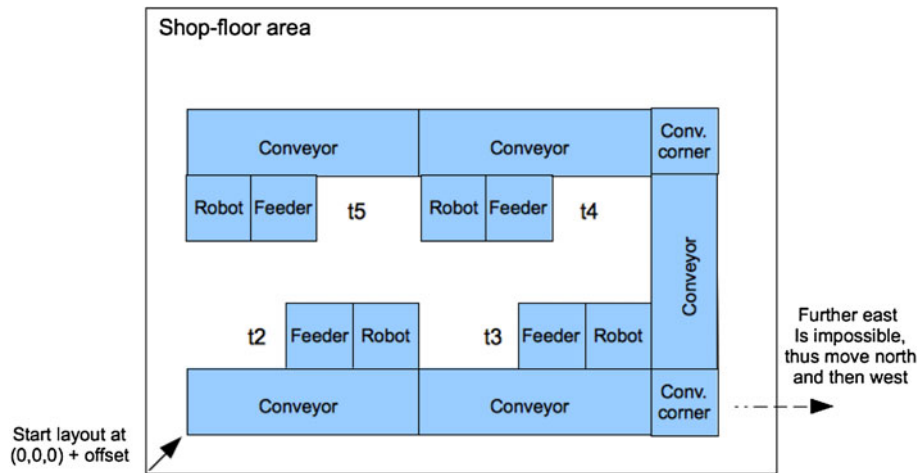 Shop-floor area
Conveyor
Conveyor
Conv.
corner
Robot
Feeder
t5
Robot
Feeder
t4
Conveyor
t2
Feeder
Robot
t3
Feeder
Robot
Further east
Is impossible,
thus move north
and then west
Conveyor
Conveyor
Conv.
corner
Start layout at
(0,0,0) + offset